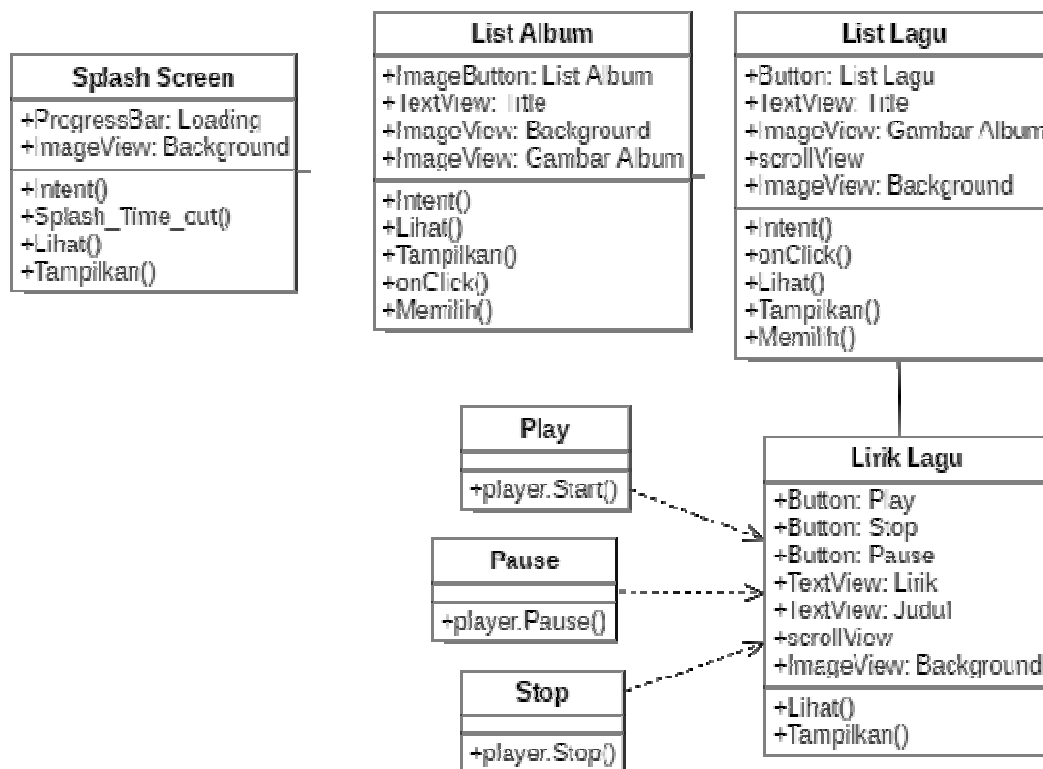 Splash Screen
+ProgressBar: Loading
+ImageView: Background
+Intent()
+Splash_Time_out()
+Lihat()
+Tampilkan()
List Album
+ImageButton: List Album
+TextView: Title
+ImageView: Background
+ImageView: Gambar Album
+Intent()
+Lihat()
+Tampilkan()
+onClick()
+Memilih()
List Lagu
+Button: List Lagu
+TextView: Title
+ImageView: Gambar Album
+scrollView
+ImageView: Background
+Intent()
+onClick()
+Lihat()
+Tampilkan()
+Memilih()
Play
+player.Start()
Pause
+player.Pause()
Stop
+player.Stop()
Lirik Lagu
+Button: Play
+Button: Stop
+Button: Pause
+TextView: Lirik
+TextView: Judul
+scrollView
+ImageView: Background
+Lihat()
+Tampilkan()